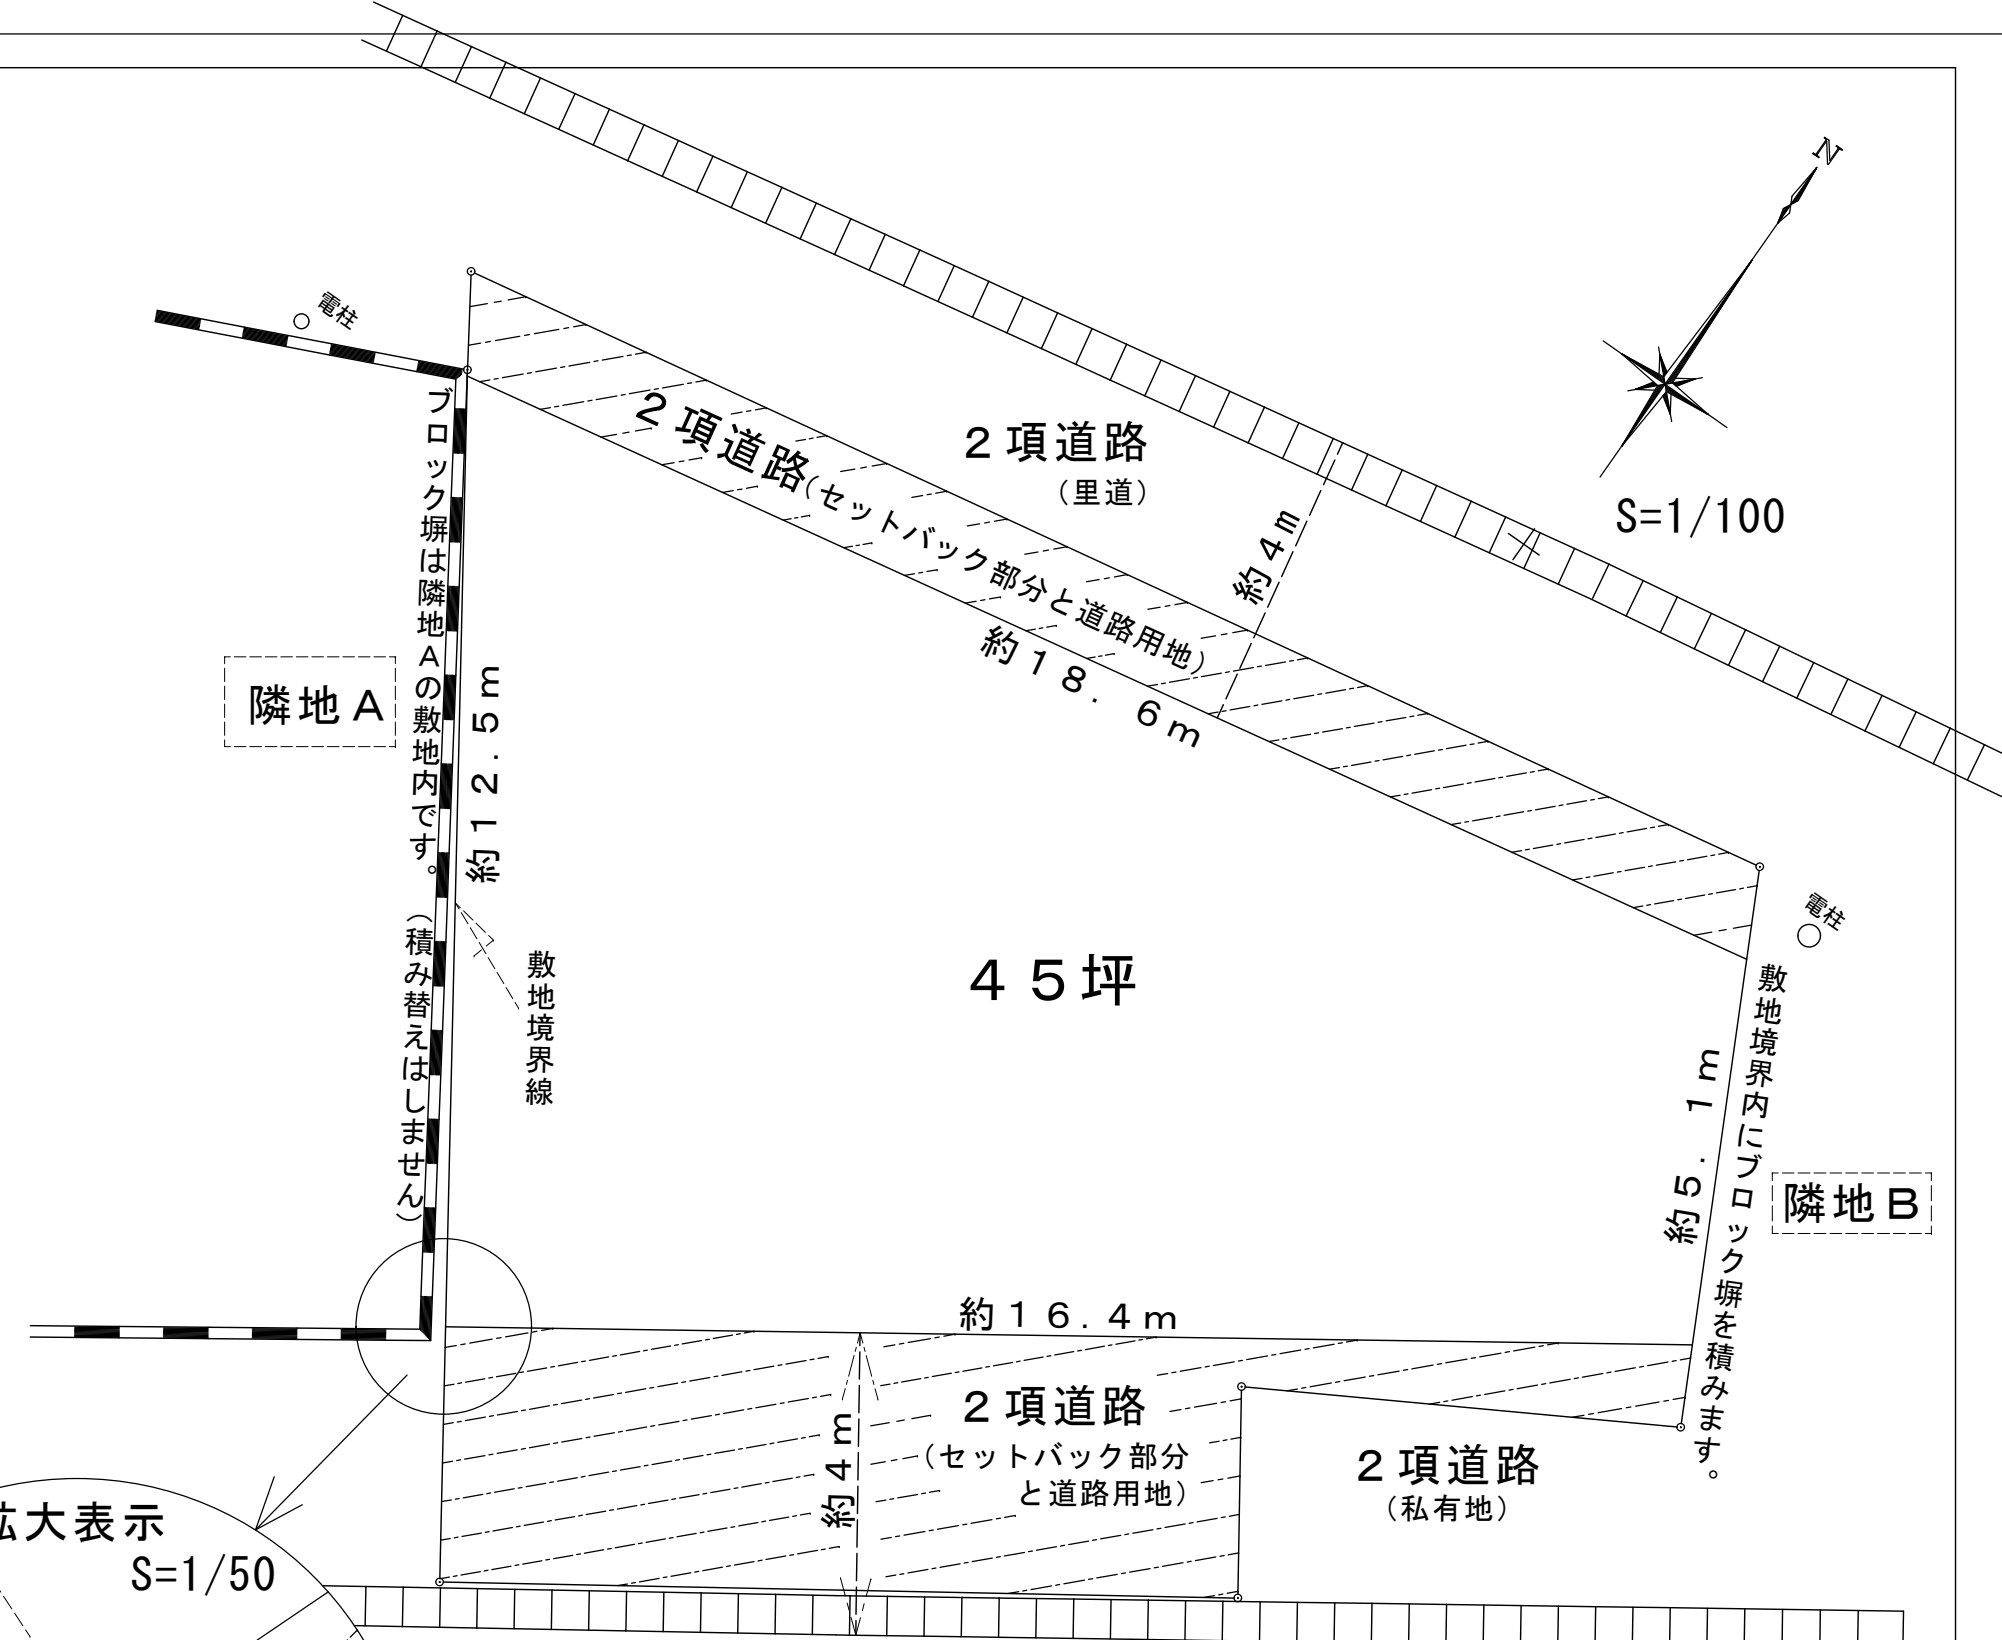 N
S=1/100
電柱
2項道路
（里道）
2項道路（セットバック部分と道路用地）
約4m
約18．6m
ブロック塀は隣地Aの敷地内です。（積み替えはしません）
隣地A
約12.5m
敷地境界線
45坪
電柱
敷地境界内にブロック塀を積みます。
約5．1m
隣地B
約16.4m
約4m
2項道路
（セットバック部分
と道路用地）
2項道路
（私有地）
拡大表示
S=1/50